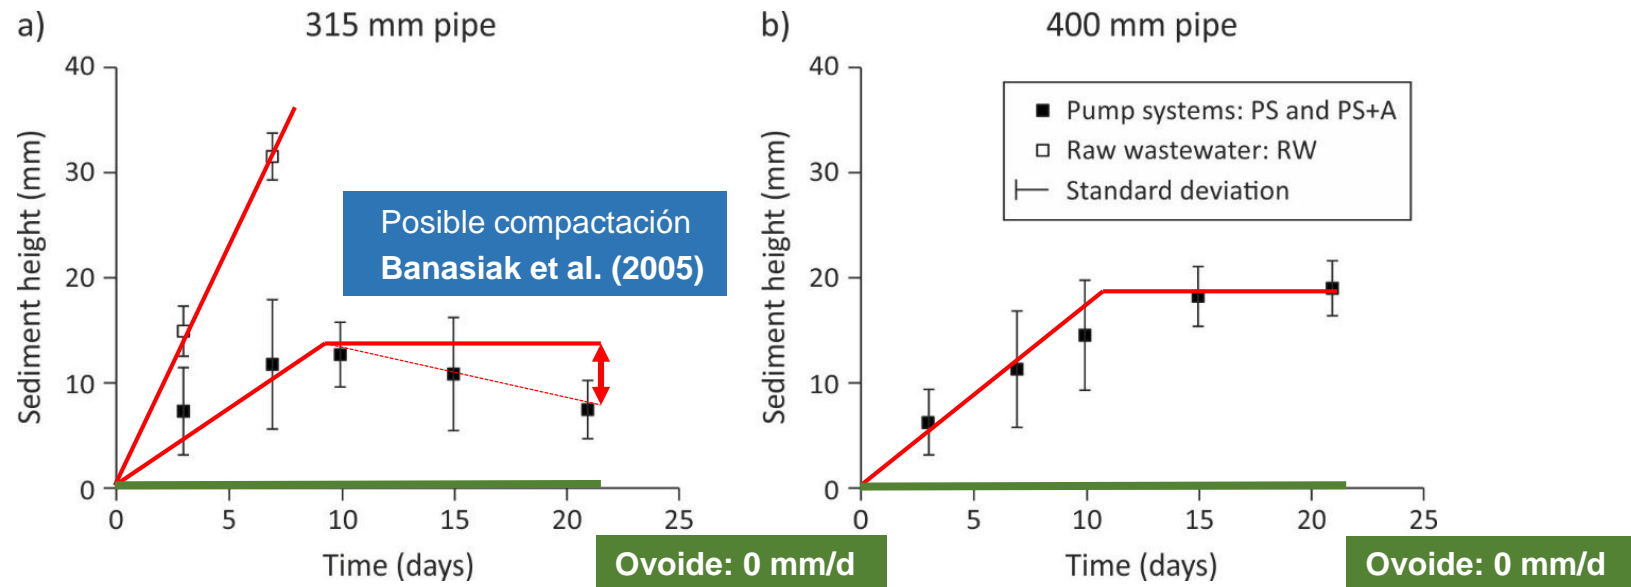 a)
315 mm pipe
Sediment height (mm)
40
30
20
10
0
0
5
10
15
20
25
Time (days)
Posible compactación
Banasiak et al. (2005)
Ovoide: 0 mm/d
b)
400 mm pipe
Sediment height (mm)
40
30
20
10
0
0
5
10
15
20
25
Time (days)
Pump systems: PS and PS+A
Raw wastewater: RW
Standard deviation
Ovoide: 0 mm/d